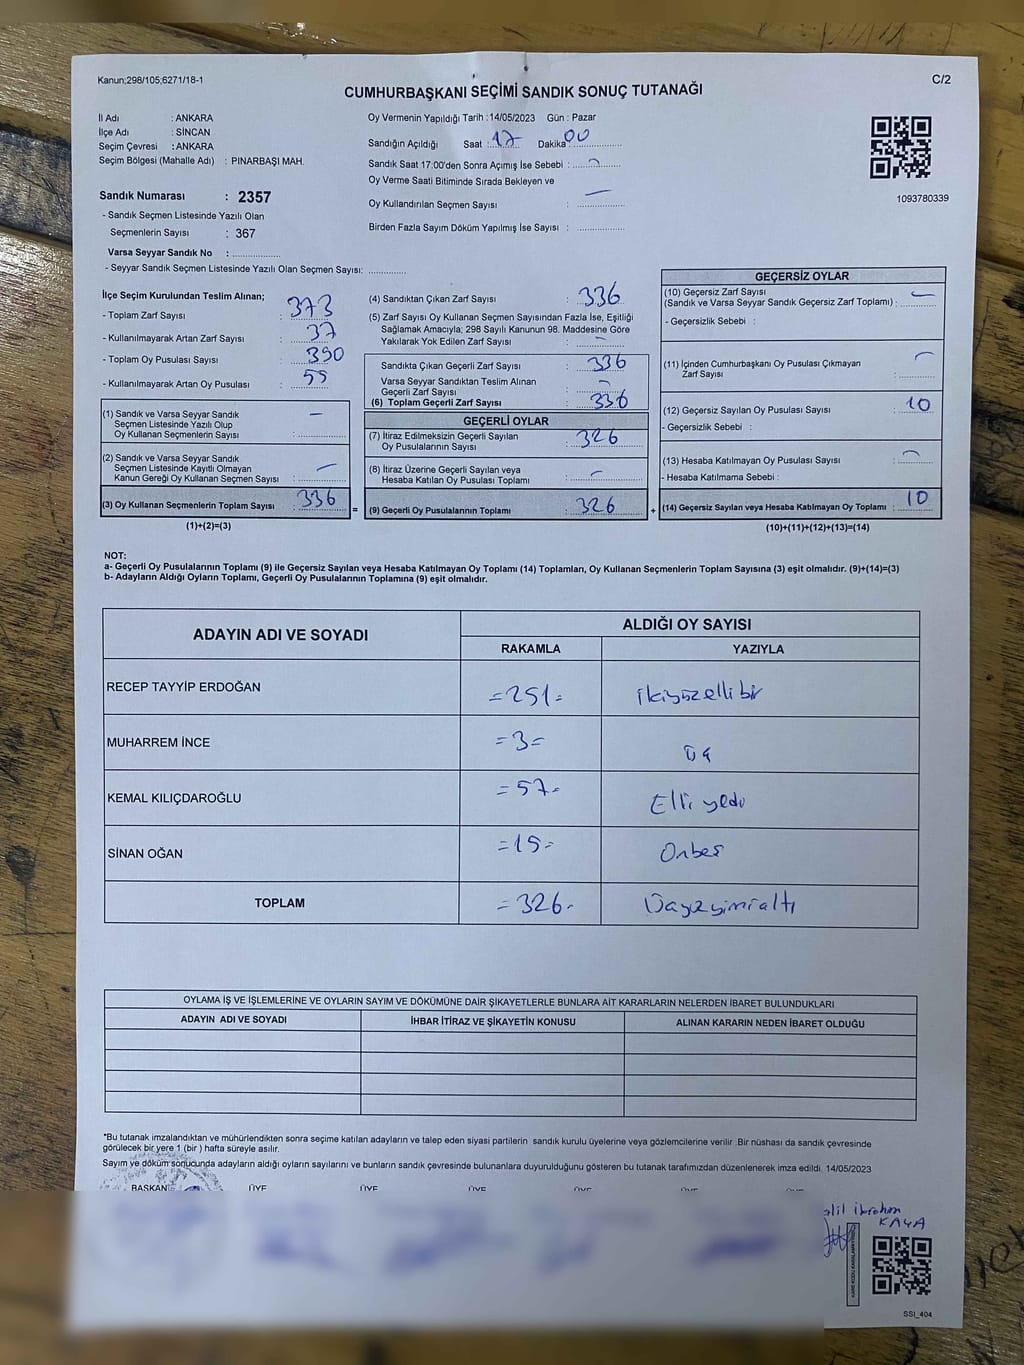 Kanun;298/105;6271/18-1
C/2
CUMHURBAŞKANI SEÇİMİ SANDIK SONUÇ TUTANAĞI
İl Adı : ANKARA
İlçe Adı : SİNCAN
Seçim Çevresi : ANKARA
Seçim Bölgesi (Mahalle Adı) : PINARBAŞI MAH.
Sandık Numarası : 2357
- Sandık Seçmen Listesinde Yazılı Olan
Seçmenlerin Sayısı : 367
Varsa Seyyar Sandık No :
- Seyyar Sandık Seçmen Listesinde Yazılı Olan Seçmen Sayısı:
Oy Vermenin Yapıldığı Tarih :14/05/2023 Gün : Pazar
Sandığın Açıldığı Saat : 17 Dakika 00
Sandık Saat 17:00'den Sonra Açımış İse Sebebi :
Oy Verme Saati Bitiminde Sırada Bekleyen ve
Oy Kullandırılan Seçmen Sayısı : —
Birden Fazla Sayım Döküm Yapılmış İse Sayısı :
1093780339
İlçe Seçim Kurulundan Teslim Alınan;
- Toplam Zarf Sayısı : 373
- Kullanılmayarak Artan Zarf Sayısı : 37
- Toplam Oy Pusulası Sayısı : 390
- Kullanılmayarak Artan Oy Pusulası :
(1) Sandık ve Varsa Seyyar Sandık —
Seçmen Listesinde Yazılı Olup
Oy Kullanan Seçmenlerin Sayısı :
(2) Sandık ve Varsa Seyyar Sandık
Seçmen Listesinde Kayıtlı Olmayan —
Kanun Gereği Oy Kullanan Seçmen Sayısı :
(3) Oy Kullanan Seçmenlerin Toplam Sayısı : 336
(1)+(2)=(3)
(4) Sandıktan Çıkan Zarf Sayısı : 336
(5) Zarf Sayısı Oy Kullanan Seçmen Sayısından Fazla İse, Eşitliği
Sağlamak Amacıyla; 298 Sayılı Kanunun 98. Maddesine Göre
Yakılarak Yok Edilen Zarf Sayısı :
Sandıkta Çıkan Geçerli Zarf Sayısı : 336
Varsa Seyyar Sandıktan Teslim Alınan
Geçerli Zarf Sayısı :
(6) Toplam Geçerli Zarf Sayısı : 336
GEÇERLİ OYLAR
(7) İtiraz Edilmeksizin Geçerli Sayılan
Oy Pusulalarının Sayısı : 326
(8) İtiraz Üzerine Geçerli Sayılan veya
Hesaba Katılan Oy Pusulası Toplamı :
= (9) Geçerli Oy Pusulalarının Toplamı : 326
GEÇERSİZ OYLAR
(10) Geçersiz Zarf Sayısı
(Sandık ve Varsa Seyyar Sandık Geçersiz Zarf Toplamı) :
- Geçersizlik Sebebi :
(11) İçinden Cumhurbaşkanı Oy Pusulası Çıkmayan
Zarf Sayısı :
(12) Geçersiz Sayılan Oy Pusulası Sayısı : 10
- Geçersizlik Sebebi :
(13) Hesaba Katılmayan Oy Pusulası Sayısı :
- Hesaba Katılmama Sebebi :
+ (14) Geçersiz Sayılan veya Hesaba Katılmayan Oy Toplamı : 10
(10)+(11)+(12)+(13)=(14)
NOT:
a- Geçerli Oy Pusulalarının Toplamı (9) ile Geçersiz Sayılan veya Hesaba Katılmayan Oy Toplamı (14) Toplamları, Oy Kullanan Seçmenlerin Toplam Sayısına (3) eşit olmalıdır. (9)+(14)=(3)
b- Adayların Aldığı Oyların Toplamı, Geçerli Oy Pusulalarının Toplamına (9) eşit olmalıdır.
ADAYIN ADI VE SOYADI ALDIĞI OY SAYISI
RAKAMLA YAZIYLA
RECEP TAYYİP ERDOĞAN =251= ikiyüzellibir
MUHARREM İNCE =3= üç
KEMAL KILIÇDAROĞLU =57= Elli yedi
SİNAN OĞAN =15= Onbeş
TOPLAM =326= Üçyüzyirmialtı
OYLAMA İŞ VE İŞLEMLERİNE VE OYLARIN SAYIM VE DÖKÜMÜNE DAİR ŞİKAYETLERLE BUNLARA AİT KARARLARIN NELERDEN İBARET BULUNDUKLARI
ADAYIN ADI VE SOYADI İHBAR İTİRAZ VE ŞİKAYETİN KONUSU ALINAN KARARIN NEDEN İBARET OLDUĞU
*Bu tutanak imzalandıktan ve mühürlendikten sonra seçime katılan adayların ve talep eden siyasi partilerin sandık kurulu üyelerine veya gözlemcilerine verilir .Bir nüshası da sandık çevresinde
görülecek bir yere 1 (bir ) hafta süreyle asılır.
Sayım ve döküm sonucunda adayların aldığı oyların sayılarını ve bunların sandık çevresinde bulunanlara duyurulduğunu gösteren bu tutanak tarafımızdan düzenlenerek imza edildi. 14/05/2023
BAŞKAN ÜYE ÜYE ÜYE ÜYE ÜYE ÜYE
İbrahim
KAYA
SSI_404